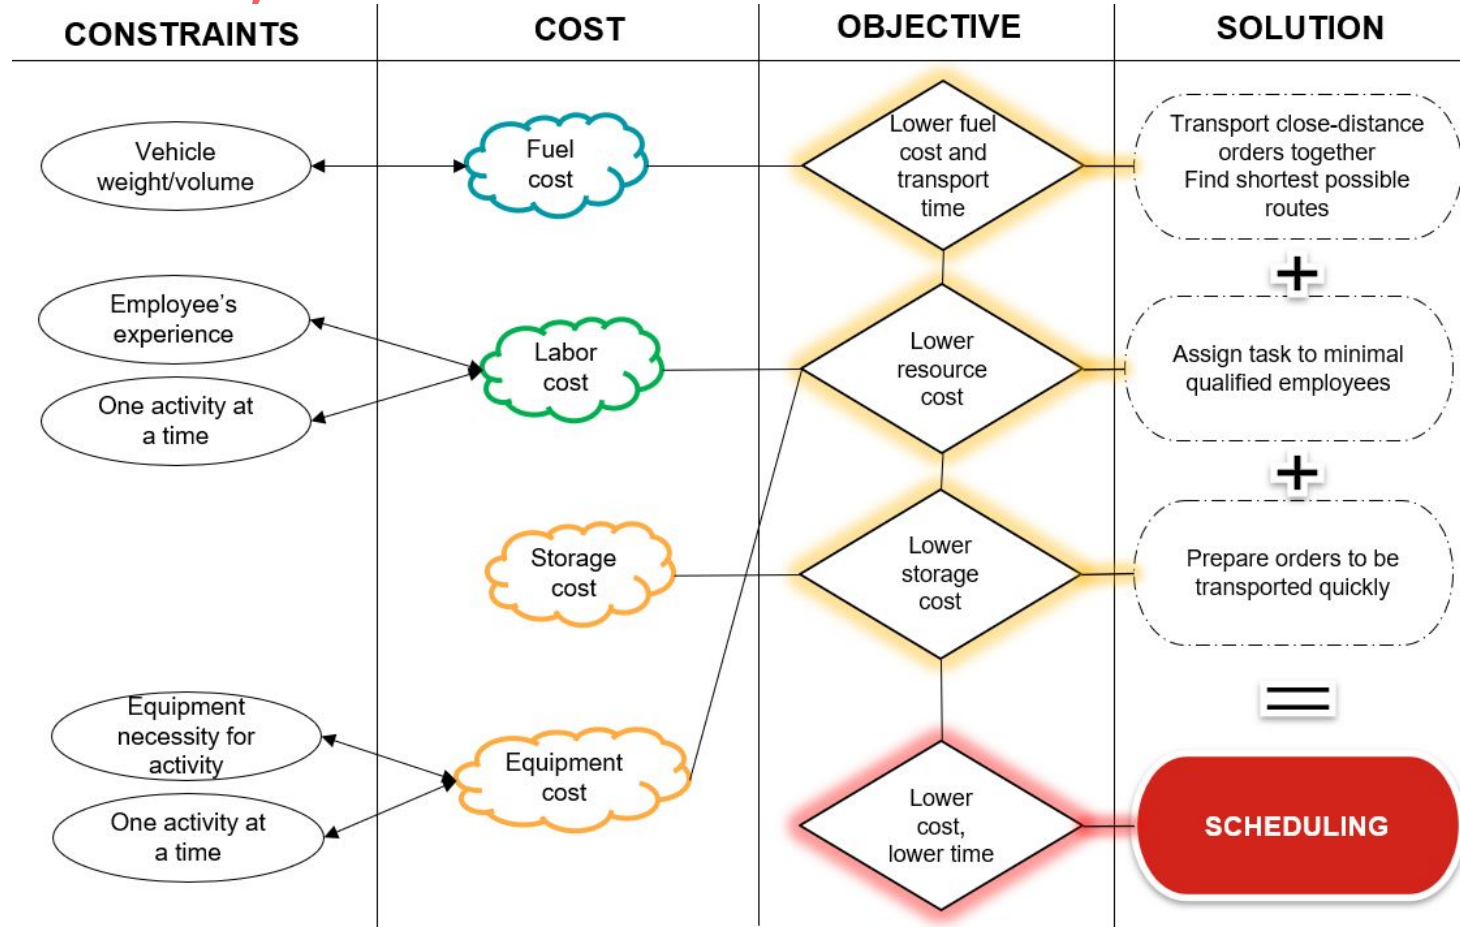 CONSTRAINTS
COST
OBJECTIVE
SOLUTION
Vehicle
weight/volume
Fuel
cost
Lower fuel
cost and
transport
time
Transport close-distance
orders together
Find shortest possible
routes
+
Employee’s
experience
One activity at
a time
Labor
cost
Lower
resource
cost
Assign task to minimal
qualified employees
+
Storage
cost
Lower
storage
cost
Prepare orders to be
transported quickly
=
Equipment
necessity for
activity
One activity at
a time
Equipment
cost
Lower
cost,
lower time
SCHEDULING